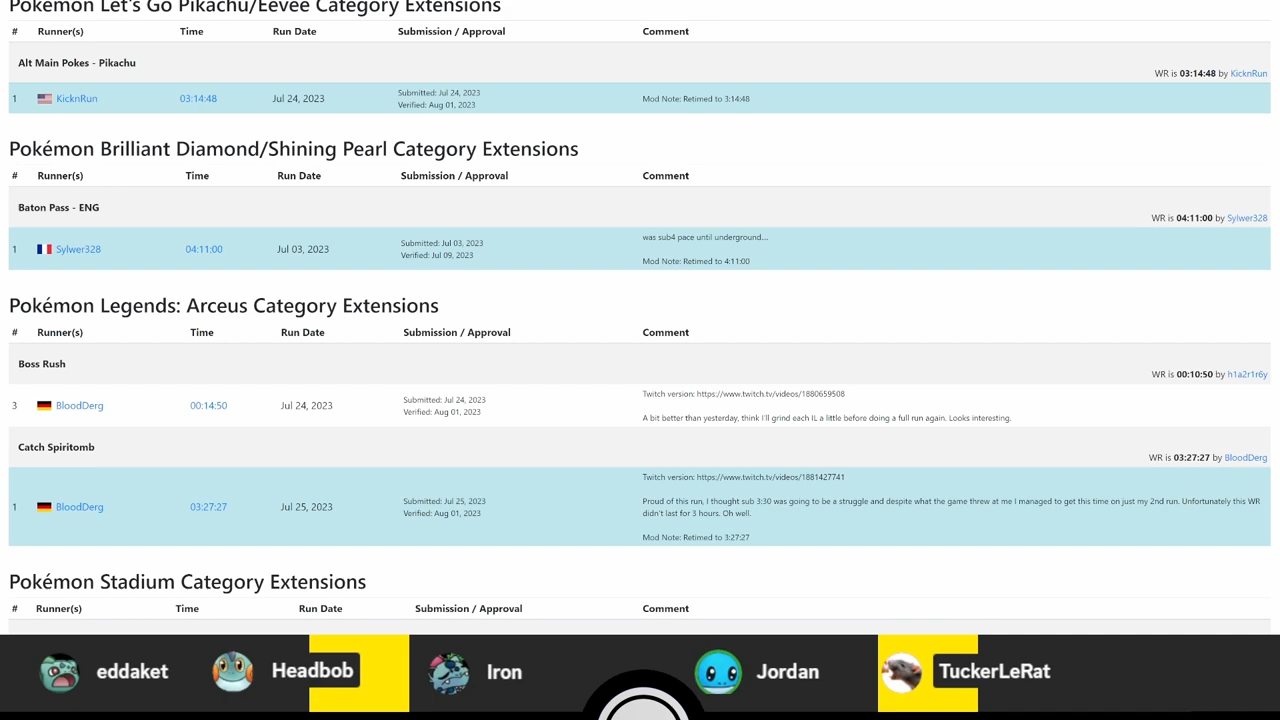 Pokémon Let's Go Pikachu/Eevee Category Extensions
# Runner(s) Time Run Date Submission / Approval Comment
Alt Main Pokes - Pikachu
WR is 03:14:48 by KicknRun
1 KicknRun 03:14:48 Jul 24, 2023 Submitted: Jul 24, 2023 Mod Note: Retimed to 3:14:48
Verified: Aug 01, 2023
Pokémon Brilliant Diamond/Shining Pearl Category Extensions
# Runner(s) Time Run Date Submission / Approval Comment
Baton Pass - ENG
WR is 04:11:00 by Sylwer328
was sub4 pace until underground...
1 Sylwer328 04:11:00 Jul 03, 2023 Submitted: Jul 03, 2023
Verified: Jul 09, 2023
Mod Note: Retimed to 4:11:00
Pokémon Legends: Arceus Category Extensions
# Runner(s) Time Run Date Submission / Approval Comment
Boss Rush
WR is 00:10:50 by h1a2r1r6y
Twitch version: https://www.twitch.tv/videos/1880659508
3 BloodDerg 00:14:50 Jul 24, 2023 Submitted: Jul 24, 2023
Verified: Aug 01, 2023
A bit better than yesterday, think I'll grind each IL a little before doing a full run again. Looks interesting.
Catch Spiritomb
WR is 03:27:27 by BloodDerg
Twitch version: https://www.twitch.tv/videos/1881427741
1 BloodDerg 03:27:27 Jul 25, 2023 Submitted: Jul 25, 2023
Verified: Aug 01, 2023
Proud of this run, I thought sub 3:30 was going to be a struggle and despite what the game threw at me I managed to get this time on just my 2nd run. Unfortunately this WR
didn't last for 3 hours. Oh well.
Mod Note: Retimed to 3:27:27
Pokémon Stadium Category Extensions
# Runner(s) Time Run Date Submission / Approval Comment
eddaket Headbob Iron Jordan TuckerLeRat